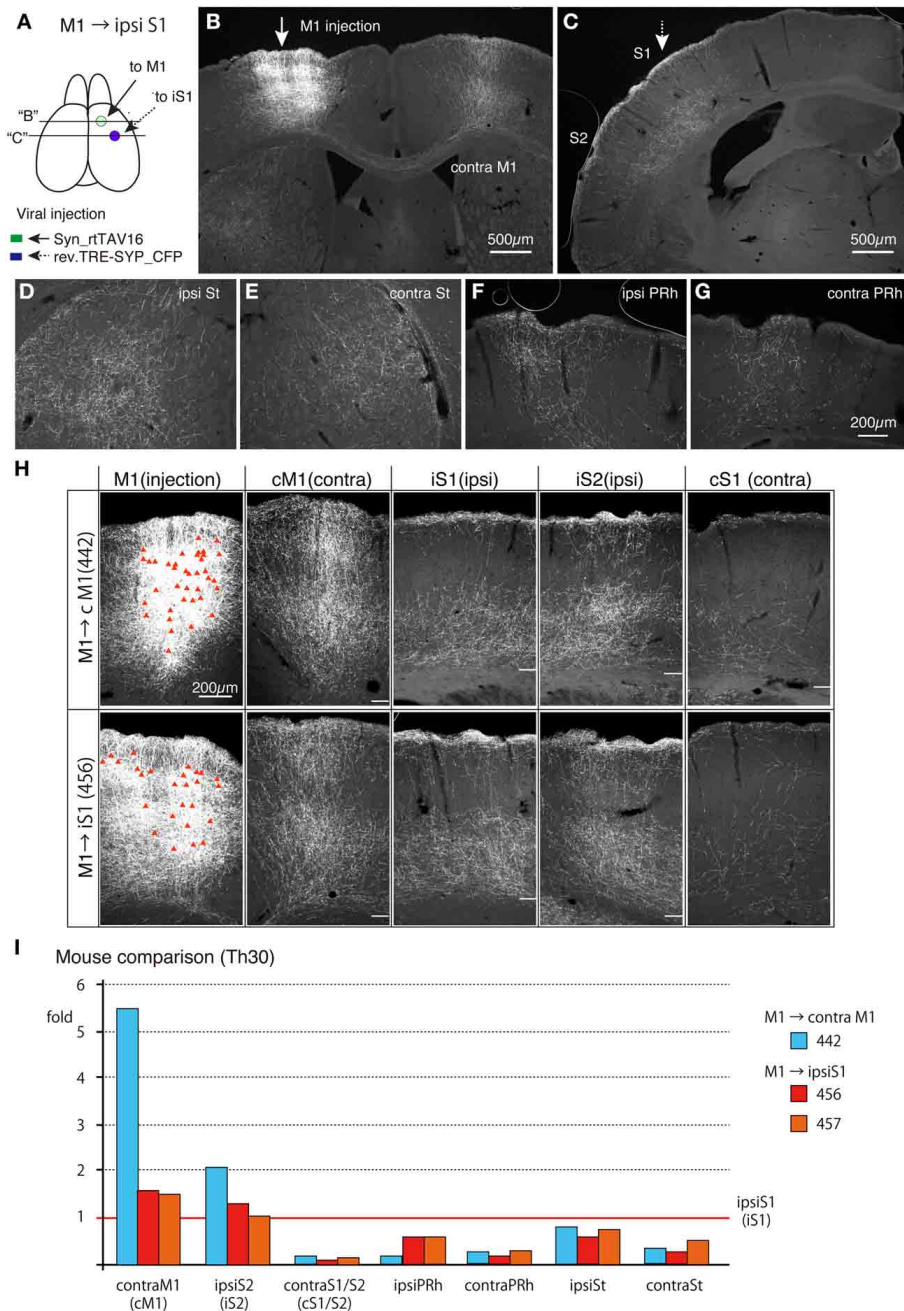 A
M1 → ipsi S1
to M1
to iS1
"B"
"C"
Viral injection
Syn_rtTAV16
rev.TRE-SYP_CFP
B
M1 injection
contra M1
500µm
C
S1
S2
500µm
D
ipsi St
E
contra St
F
ipsi PRh
G
contra PRh
200µm
H
M1(injection)
cM1(contra)
iS1(ipsi)
iS2(ipsi)
cS1 (contra)
M1→ c M1(442)
200µm
M1→ iS1 (456)
I
Mouse comparison (Th30)
fold
6
5
4
3
2
1
M1 → contra M1
442
M1 → ipsiS1
456
457
ipsiS1
(iS1)
contraM1
(cM1)
ipsiS2
(iS2)
contraS1/S2
(cS1/S2)
ipsiPRh
contraPRh
ipsiSt
contraSt